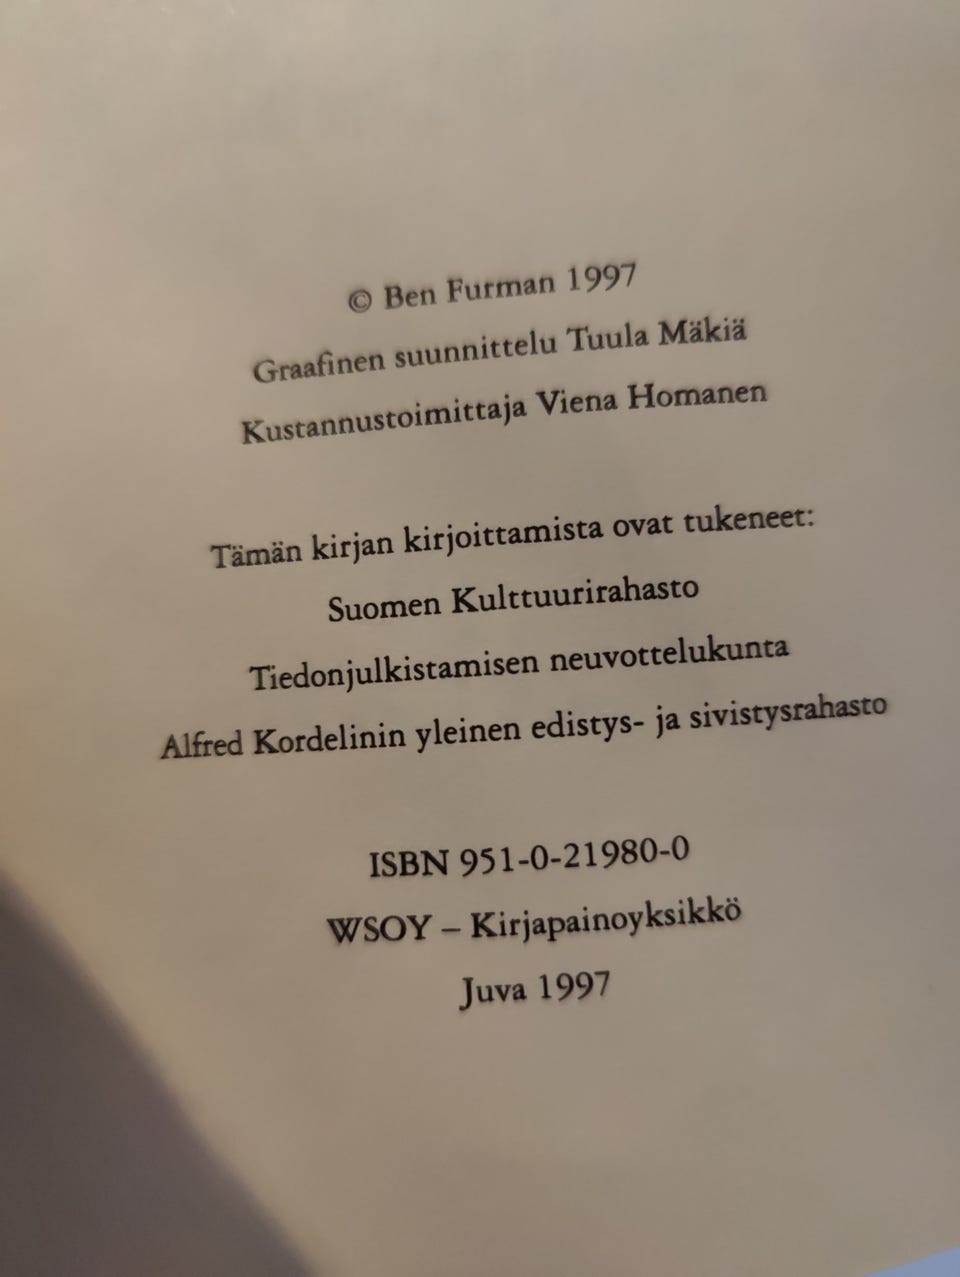 © Ben Furman 1997
Graafinen suunnittelu Tuula Mäkiä
Kustannustoimittaja Viena Homanen
Tämän kirjan kirjoittamista ovat tukeneet:
Suomen Kulttuurirahasto
Tiedonjulkistamisen neuvottelukunta
Alfred Kordelinin yleinen edistys- ja sivistysrahasto
ISBN 951-0-21980-0
WSOY – Kirjapainoyksikkö
Juva 1997